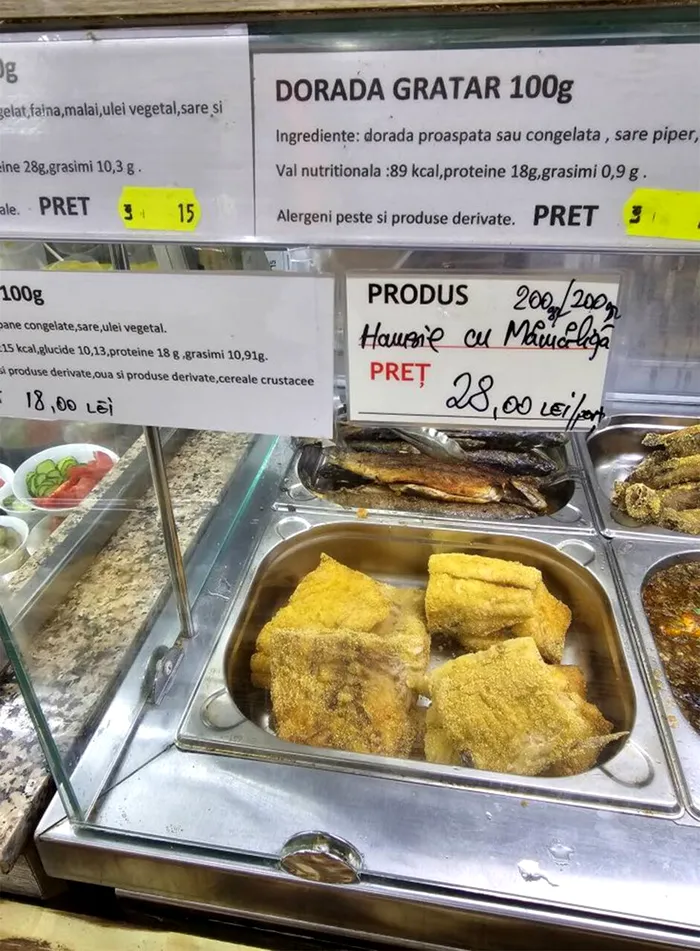 0g
gelat,faina,malai,ulei vegetal,sare și
eine 28g,grasimi 10,3 g .
ale. PRET 3 15
DORADA GRATAR 100g
Ingrediente: dorada proaspata sau congelata , sare piper,
Val nutritionala :89 kcal,proteine 18g,grasimi 0,9 g .
Alergeni peste si produse derivate. PRET 3
100g
pane congelate,sare,ulei vegetal.
15 kcal,glucide 10,13,proteine 18 g ,grasimi 10,91g.
si produse derivate,oua si produse derivate,cereale crustacee
18,00 LEI
PRODUS 200g/200gr
Hamsie cu Mămăligă
PREȚ
28,00 LEI/port